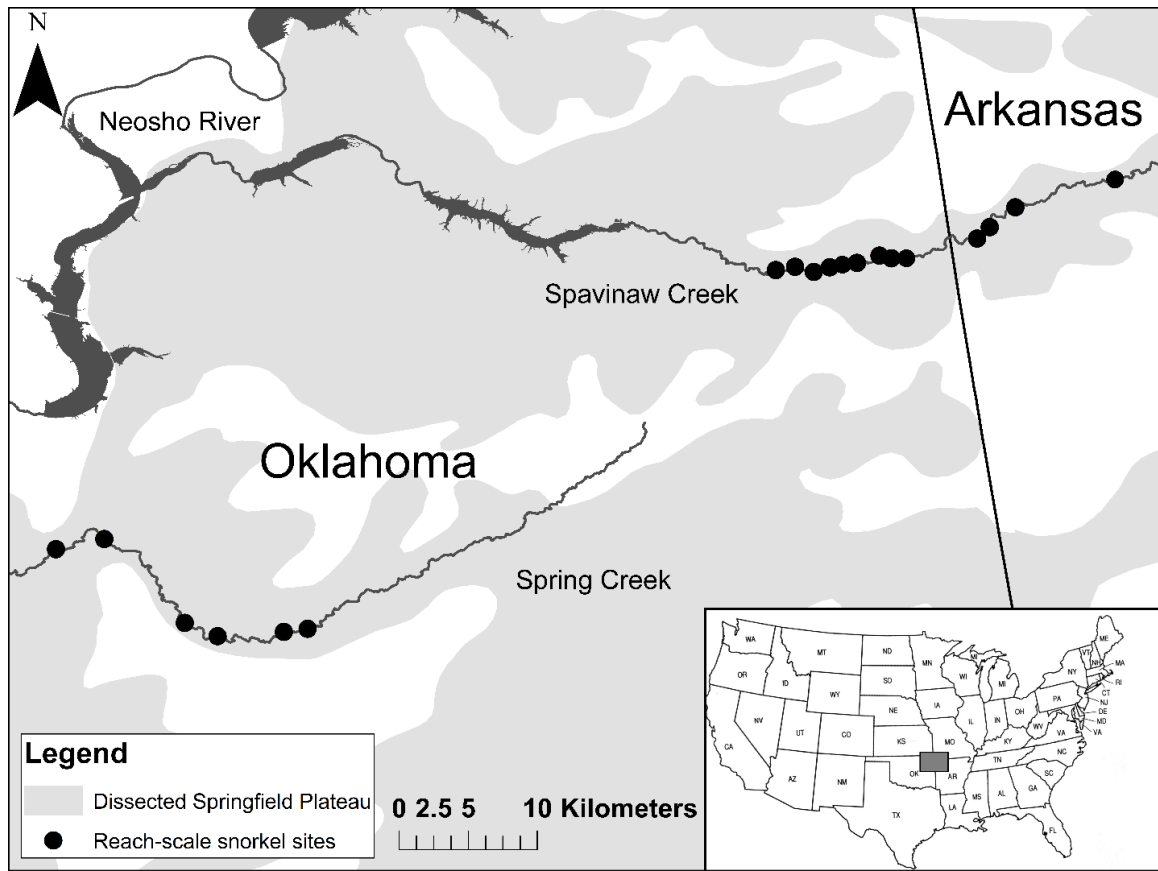 N
Neosho River
Arkansas
Spavinaw Creek
Oklahoma
Spring Creek
Legend
Dissected Springfield Plateau
Reach-scale snorkel sites
0 2.5 5 10 Kilometers
WA
MT
ND
MN
ME
VT
NH
MA
OR
ID
SD
WI
MI
MI
NY
RI
WY
CT
NJ
PA
IA
NE
DE
MD
OH
IN
IL
NV
UT
CO
WV
VA
VA
KS
MO
KY
CA
NC
TN
OK
AR
SC
AZ
NM
MS
AL
GA
LA
TX
FL